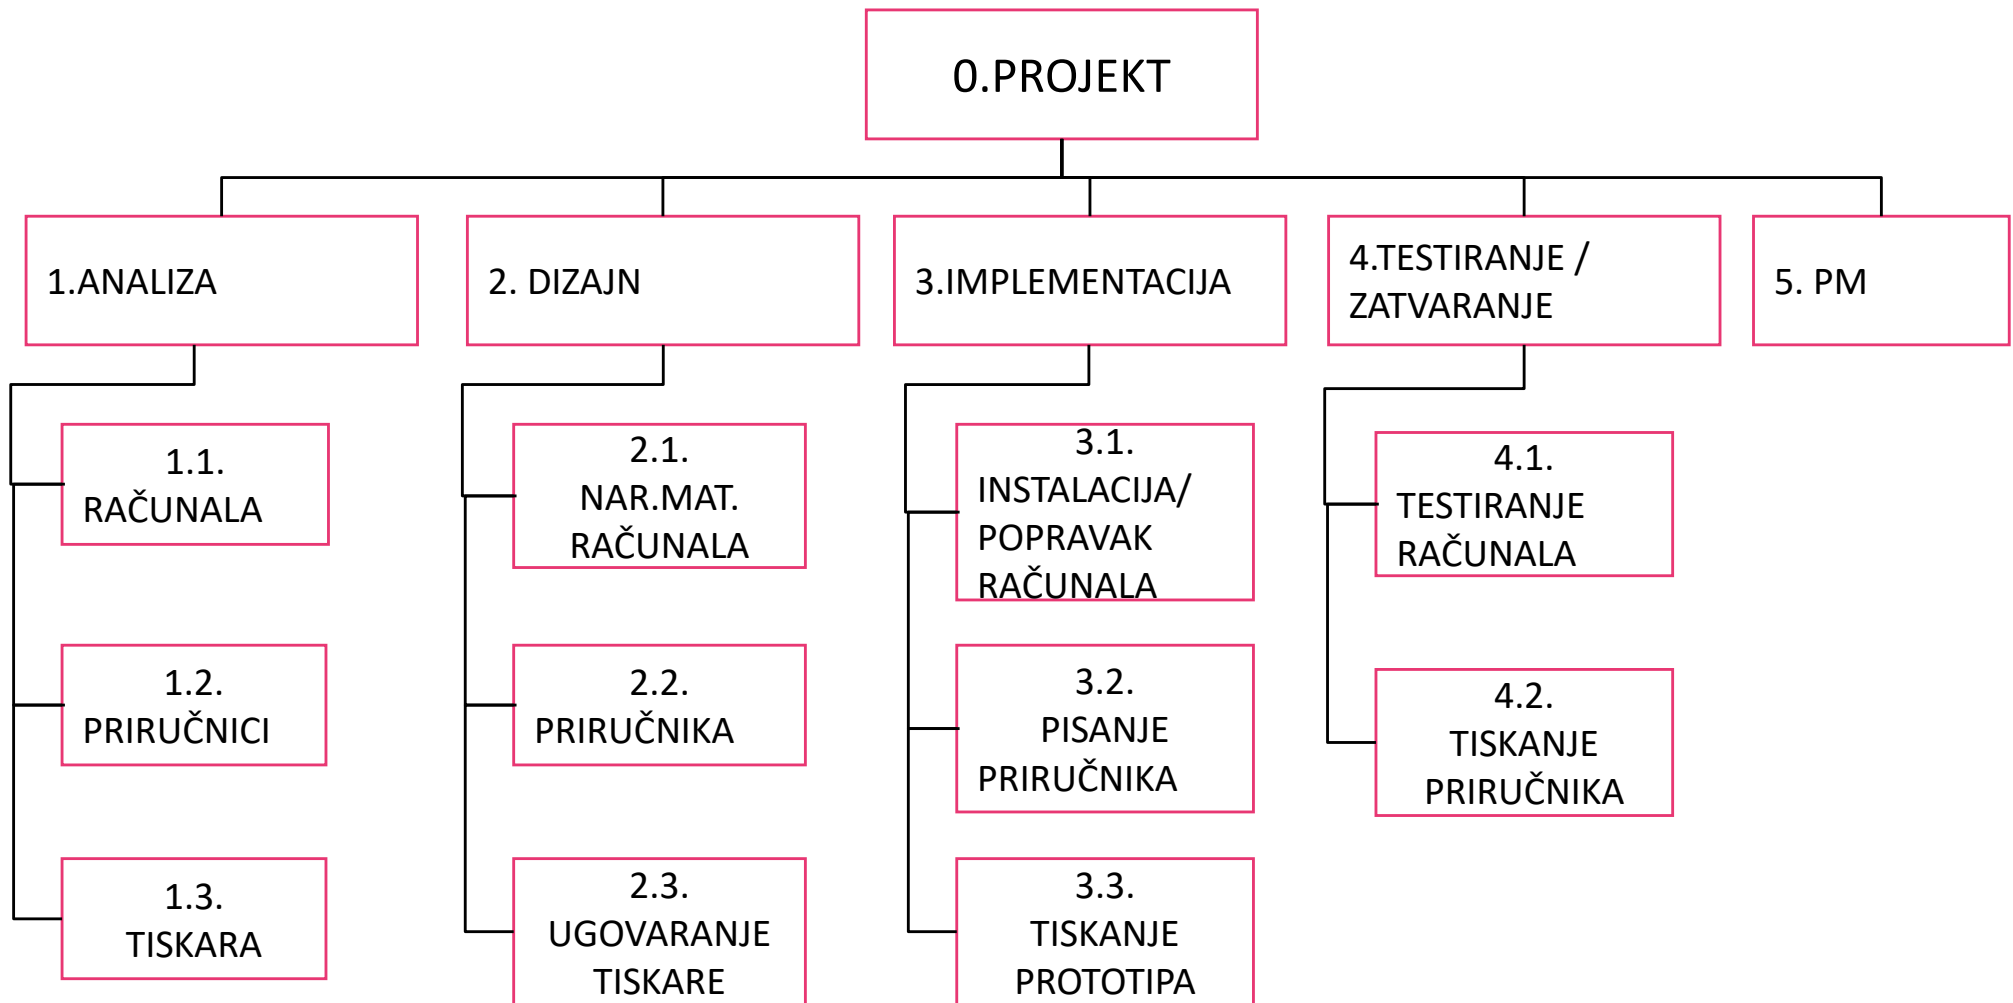 0.PROJEKT
1.ANALIZA
2. DIZAJN
3.IMPLEMENTACIJA
4.TESTIRANJE /
ZATVARANJE
5. PM
1.1.
RAČUNALA
2.1.
NAR.MAT.
RAČUNALA
3.1.
INSTALACIJA/
POPRAVAK
RAČUNALA
4.1.
TESTIRANJE
RAČUNALA
1.2.
PRIRUČNICI
2.2.
PRIRUČNIKA
3.2.
PISANJE
PRIRUČNIKA
4.2.
TISKANJE
PRIRUČNIKA
1.3.
TISKARA
2.3.
UGOVARANJE
TISKARE
3.3.
TISKANJE
PROTOTIPA